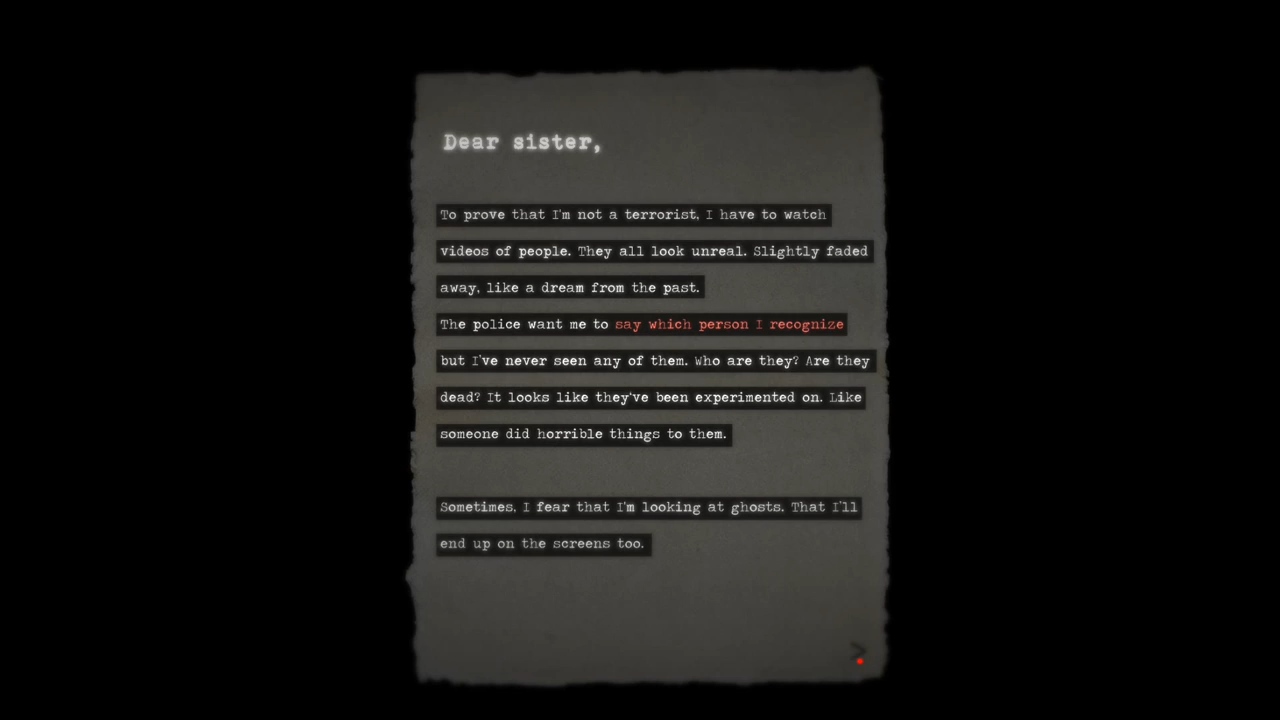 Dear sister,
To prove that I'm not a terrorist, I have to watch
videos of people. They all look unreal. Slightly faded
away, like a dream from the past.
The police want me to say which person I recognize
but I've never seen any of them. Who are they? Are they
dead? It looks like they've been experimented on. Like
someone did horrible things to them.
Sometimes, I fear that I'm looking at ghosts. That I'll
end up on the screens too.
>